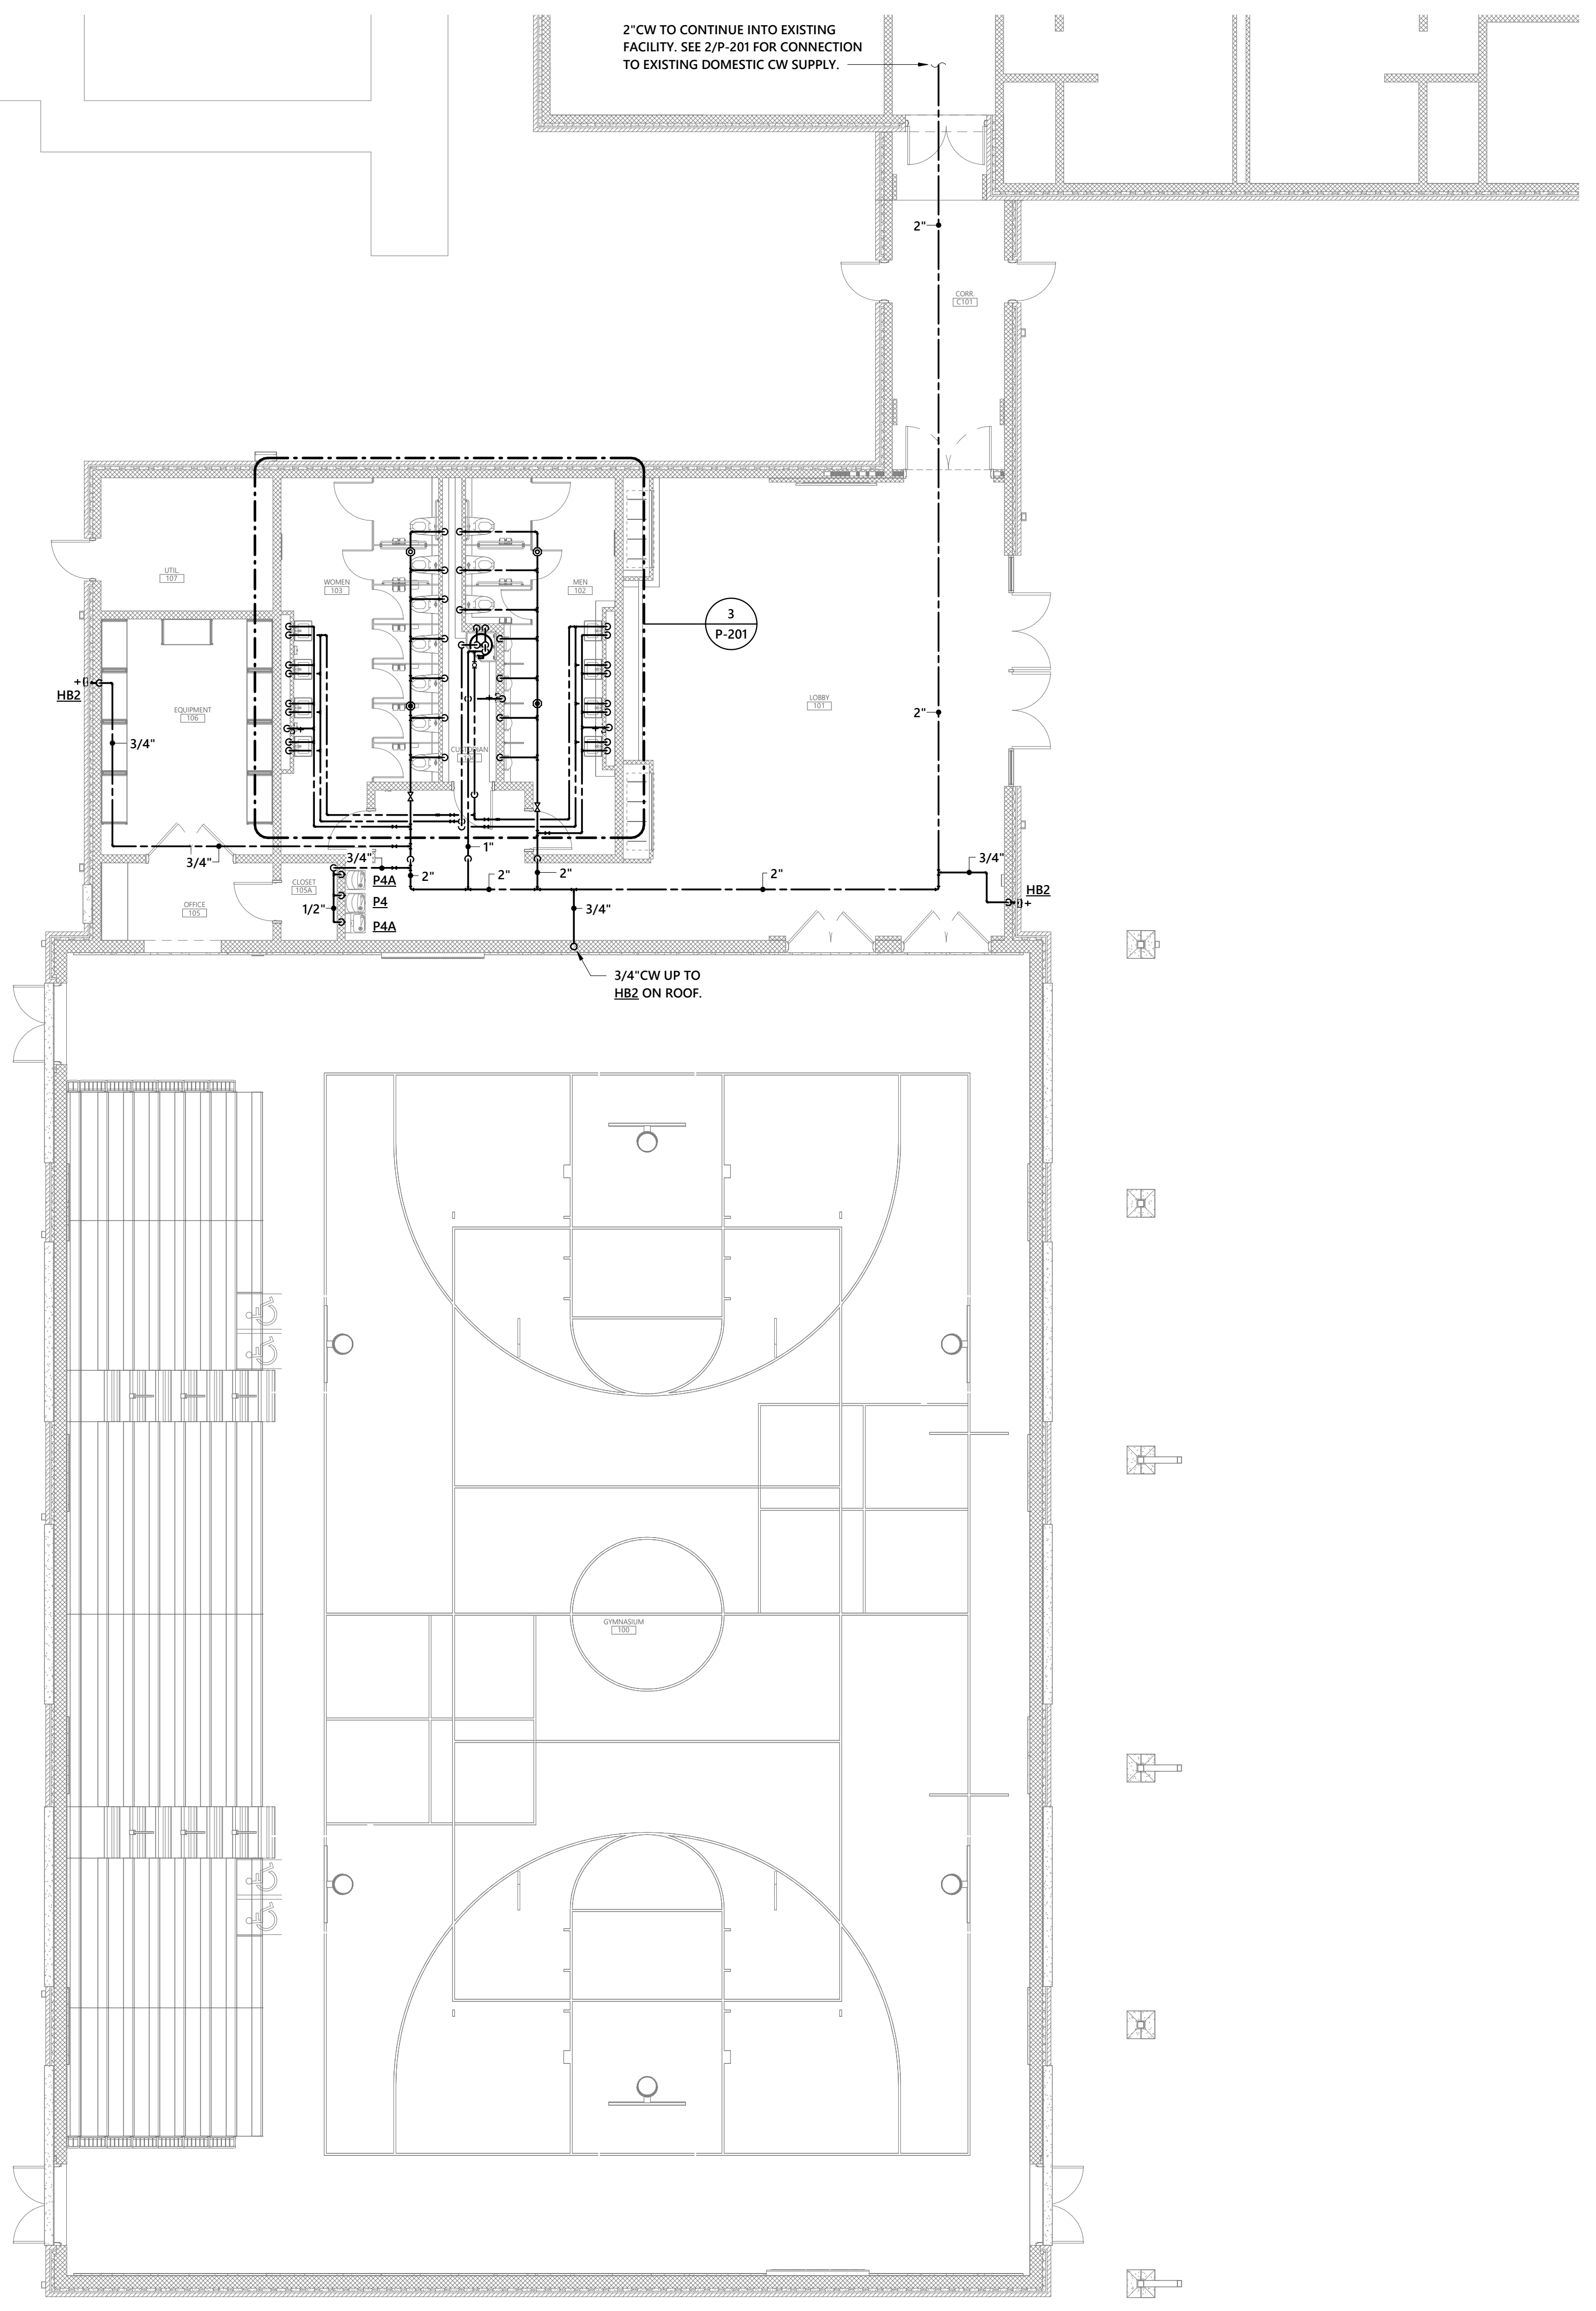 2"CW TO CONTINUE INTO EXISTING
FACILITY. SEE 2/P-201 FOR CONNECTION
TO EXISTING DOMESTIC CW SUPPLY.
2"
CORR.
C101
UTIL.
107
WOMEN
103
MEN
102
3
P-201
HB2
EQUIPMENT
106
LOBBY
101
2"
3/4"
CUSTODIAN
3/4"
3/4"
1"
3/4"
CLOSET
105A
P4A
2"
2"
2"
2"
HB2
OFFICE
105
1/2"
P4
3/4"
P4A
3/4"CW UP TO
HB2 ON ROOF.
GYMNASIUM
100